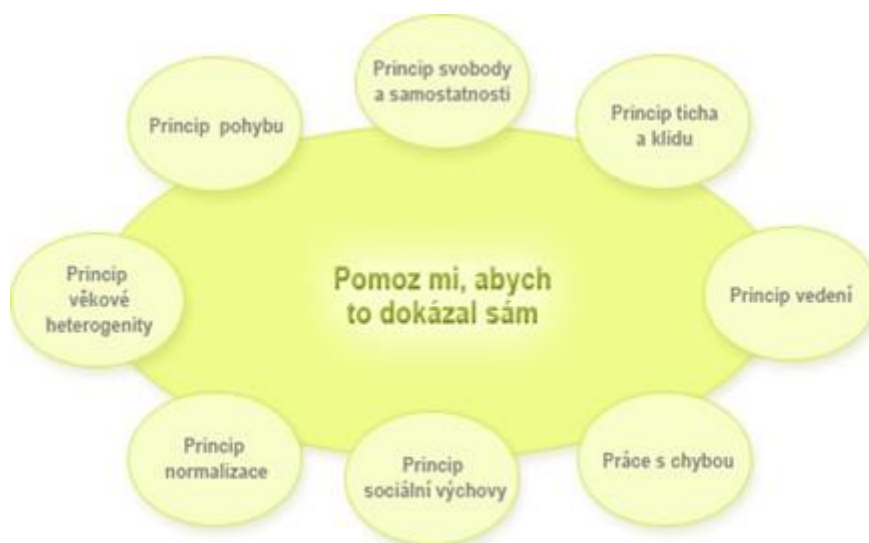 Princip svobody
a samostatnosti
Princip ticha
a klidu
Princip vedení
Práce s chybou
Princip
sociální výchovy
Princip
normalizace
Princip
věkové
heterogenity
Princip pohybu
Pomoz mi, abych
to dokázal sám